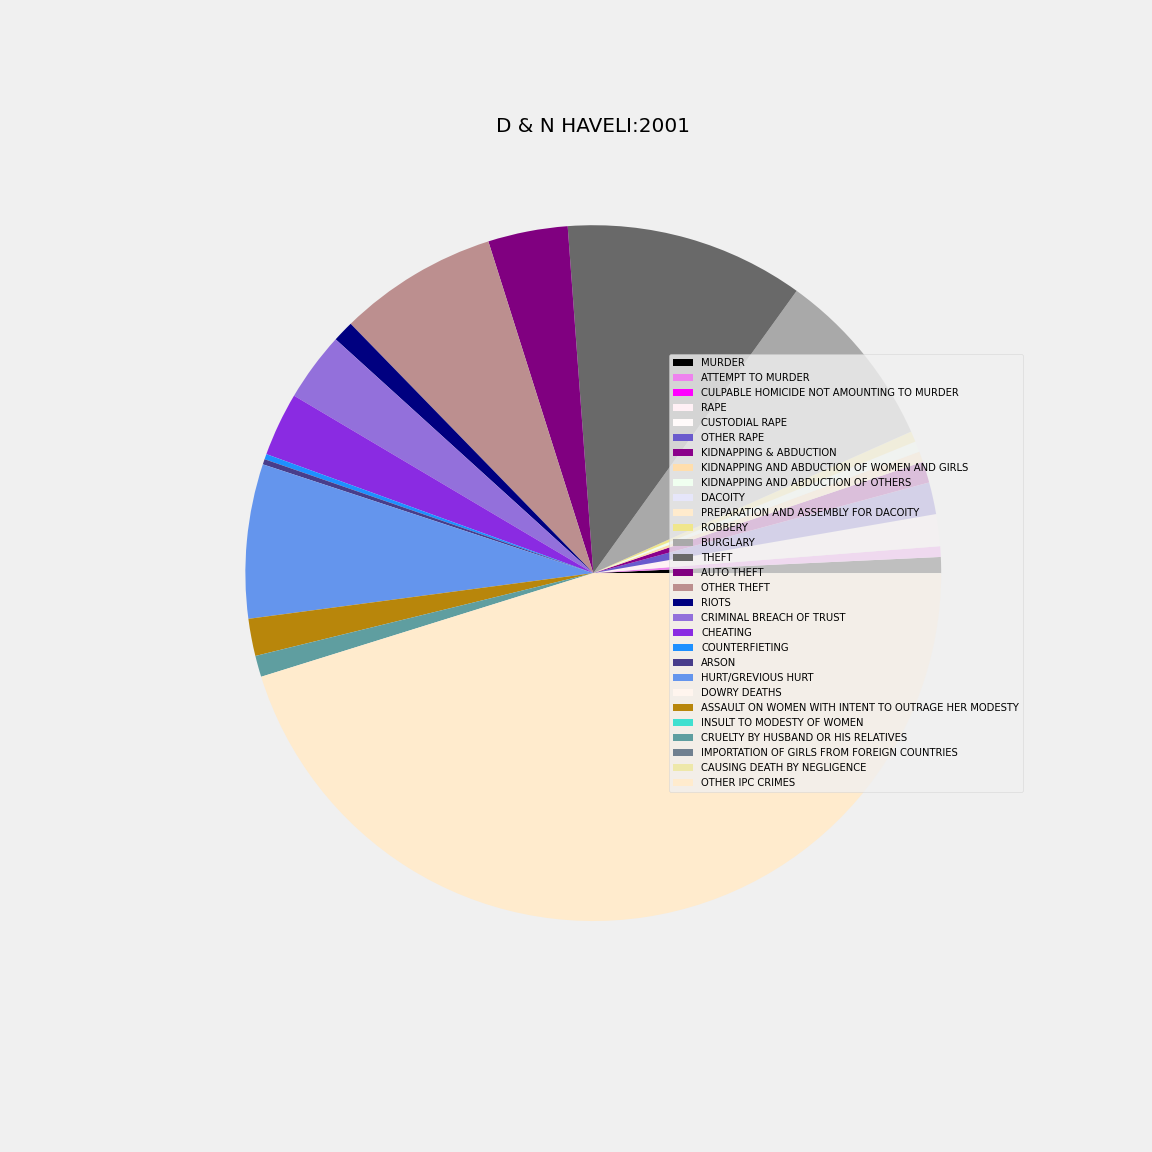 D & N HAVELI:2001
MURDER
ATTEMPT TO MURDER
CULPABLE HOMICIDE NOT AMOUNTING TO MURDER
RAPE
CUSTODIAL RAPE
OTHER RAPE
KIDNAPPING & ABDUCTION
KIDNAPPING AND ABDUCTION OF WOMEN AND GIRLS
KIDNAPPING AND ABDUCTION OF OTHERS
DACOITY
PREPARATION AND ASSEMBLY FOR DACOITY
ROBBERY
BURGLARY
THEFT
AUTO THEFT
OTHER THEFT
RIOTS
CRIMINAL BREACH OF TRUST
CHEATING
COUNTERFIETING
ARSON
HURT/GREVIOUS HURT
DOWRY DEATHS
ASSAULT ON WOMEN WITH INTENT TO OUTRAGE HER MODESTY
INSULT TO MODESTY OF WOMEN
CRUELTY BY HUSBAND OR HIS RELATIVES
IMPORTATION OF GIRLS FROM FOREIGN COUNTRIES
CAUSING DEATH BY NEGLIGENCE
OTHER IPC CRIMES